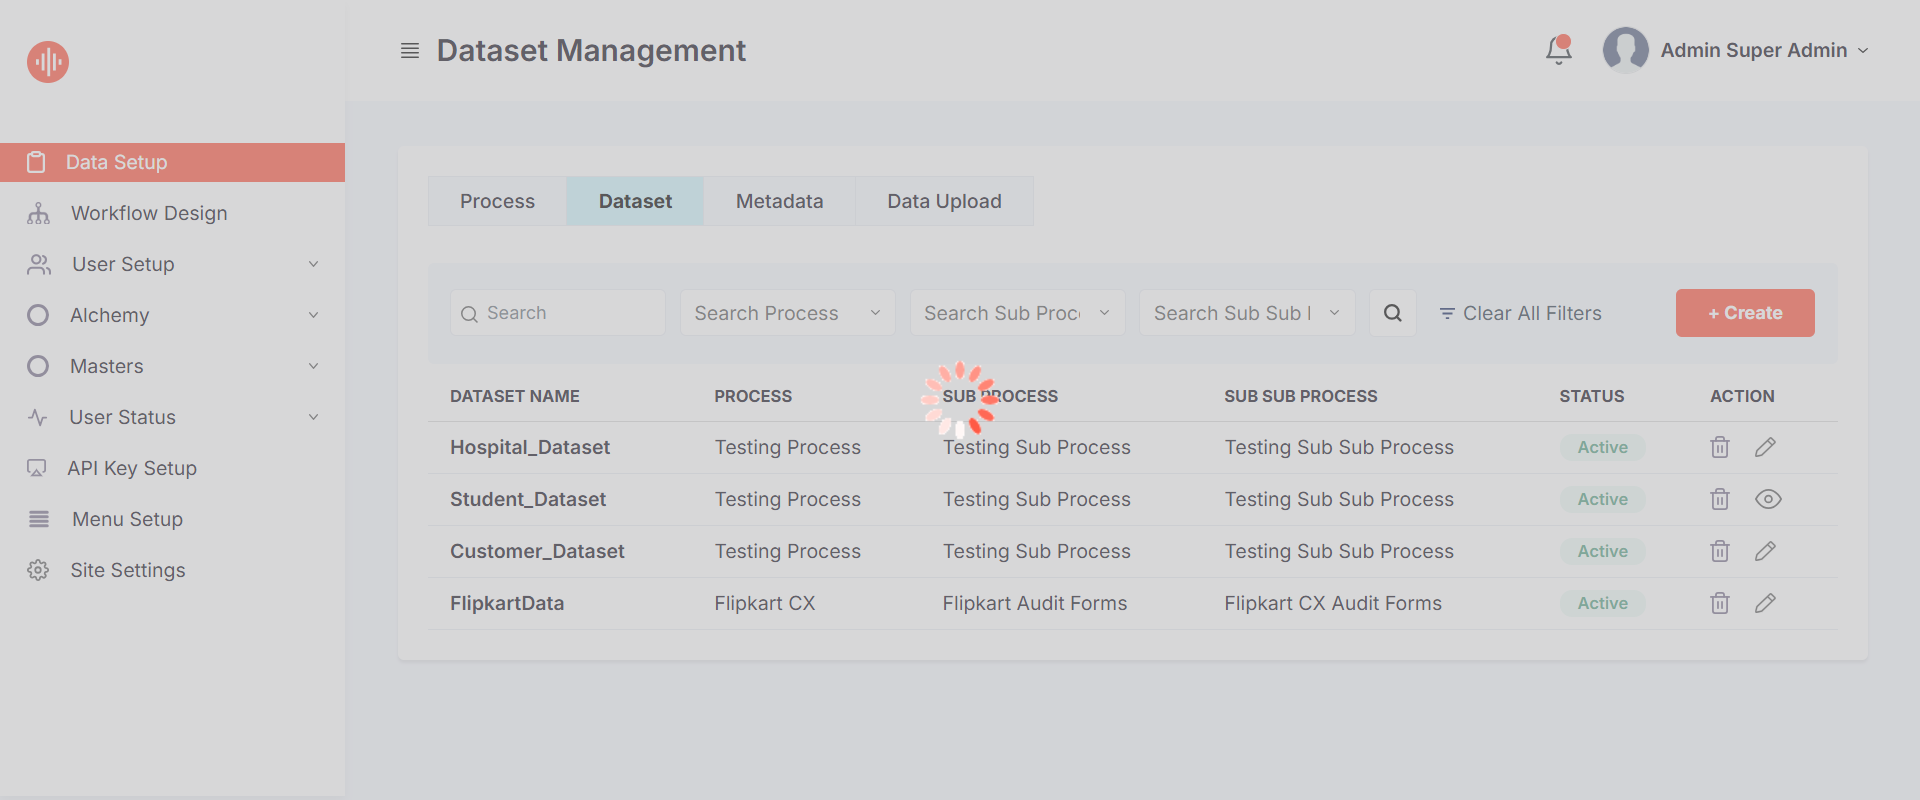 Dataset Management
Admin Super Admin
Data Setup
Workflow Design
User Setup
Alchemy
Masters
User Status
API Key Setup
Menu Setup
Site Settings
Process Dataset Metadata Data Upload
Search Search Process Search Sub Proc Search Sub Sub Clear All Filters + Create
DATASET NAME PROCESS SUB PROCESS SUB SUB PROCESS STATUS ACTION
Hospital_Dataset Testing Process Testing Sub Process Testing Sub Sub Process Active
Student_Dataset Testing Process Testing Sub Process Testing Sub Sub Process Active
Customer_Dataset Testing Process Testing Sub Process Testing Sub Sub Process Active
FlipkartData Flipkart CX Flipkart Audit Forms Flipkart CX Audit Forms Active